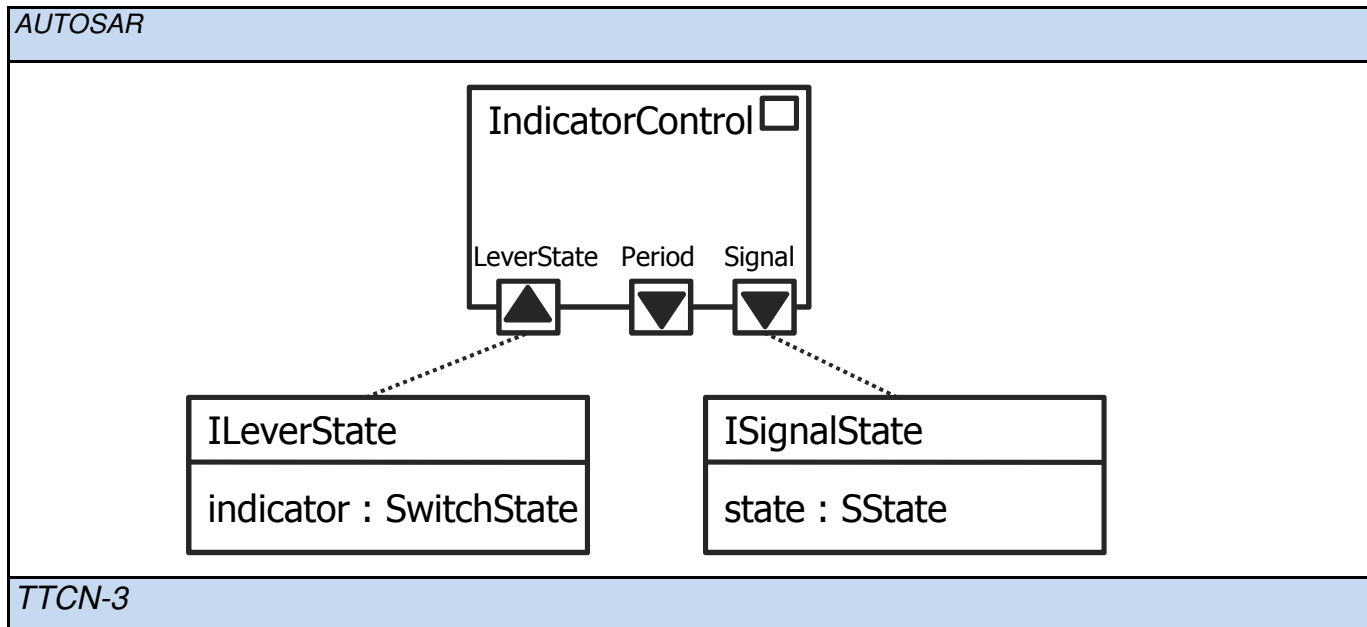 AUTOSAR
IndicatorControl
LeverState Period Signal
ILeverState
indicator : SwitchState
ISignalState
state : SState
TTCN-3